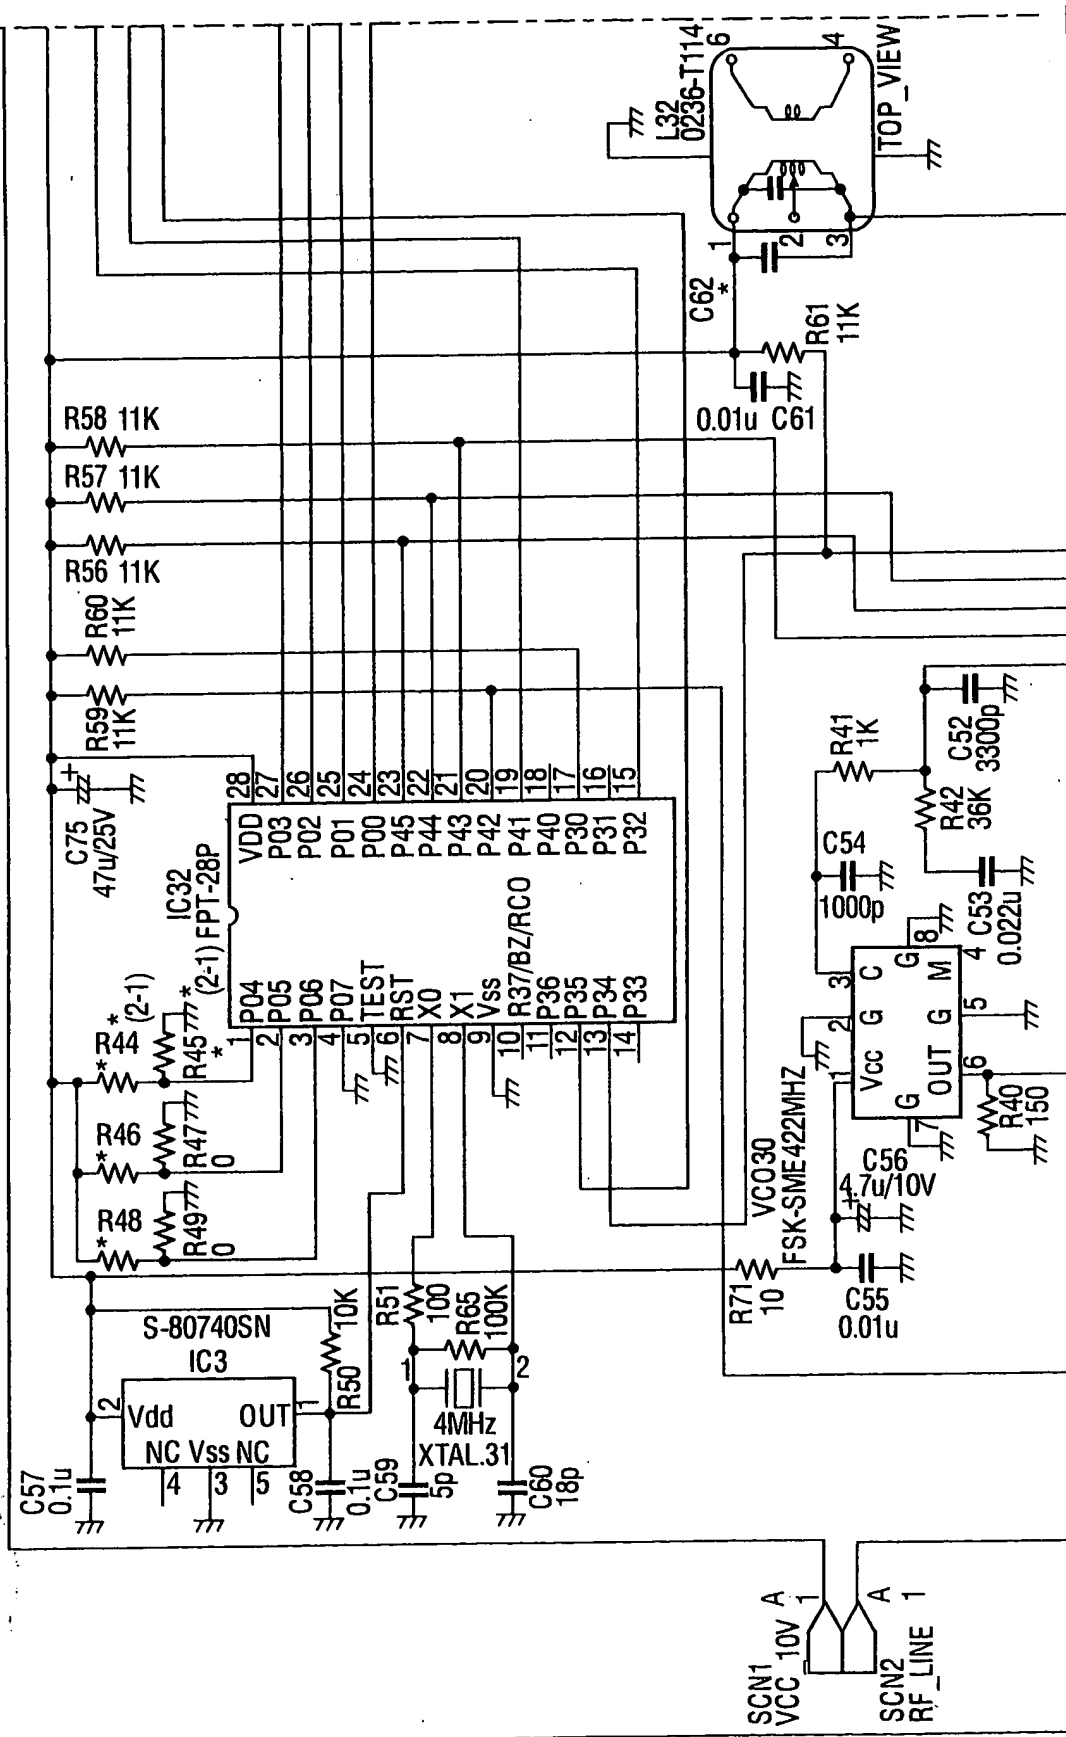 6
4
L32
0236-T114
TOP_VIEW
1
2
3
C62
*
R61
11K
0.01u C61
R58 11K
R57 11K
R56 11K
R60
11K
R59
11K
+
C75
47u/25V
28
27
26
25
24
23
22
21
20
19
18
17
16
15
VDD
P03
P02
P01
P00
P45
P44
P43
P42
P41
P40
P30
P31
P32
IC32
(2-1) FPT-28P
*
P04
P05
P06
P07
TEST
RST
X0
X1
Vss
R37/BZ/RCO
P36
P35
P34
P33
1
2
3
4
5
6
7
8
9
10
11
12
13
14
* (2-1)
R44
*
R45
*
R46
*
R47
0
R48
*
R49
0
R41
1K
C52
3300p
R42
36K
C54
1000p
C53
0.022u
3
2
1
C
G
Vcc
G
8
M
4
G
5
OUT
6
G
7
VCO30
FSK-SME422MHZ
R40
150
C56
4.7u/10V
+
R71
10
C55
0.01u
S-80740SN
IC3
2
Vdd
OUT
1
NC Vss NC
4
3
5
10K
R50
C57
0.1u
C58
0.1u
R51
100
R65
100K
1
2
4MHz
XTAL.31
C59
5p
C60
18p
SCN1
VCC 10V
A
1
SCN2
RF_LINE
A
1